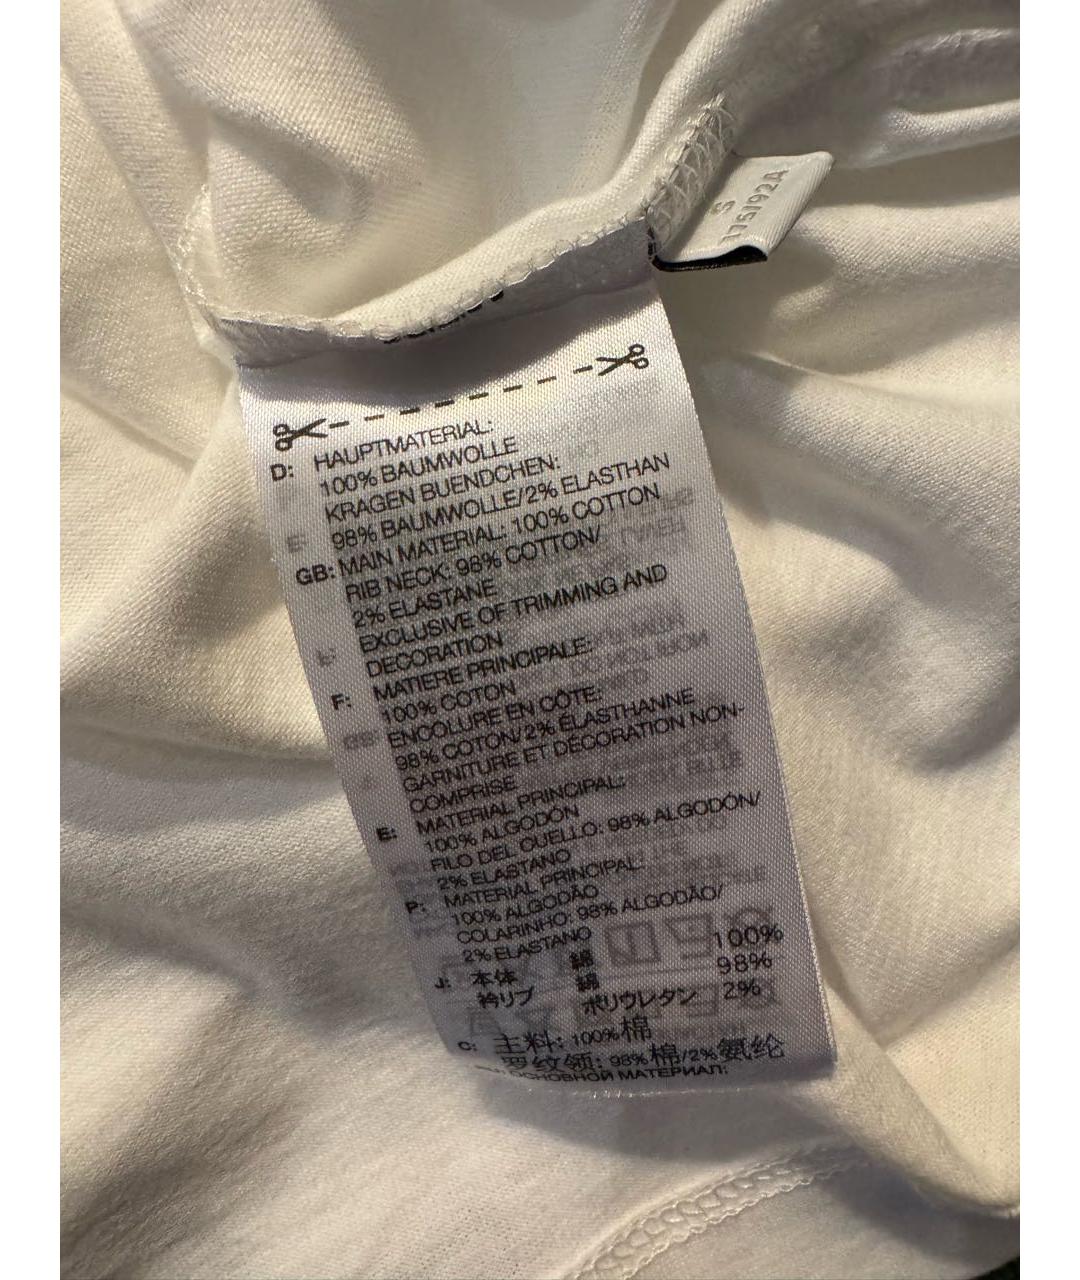 S
175/92A
D: HAUPTMATERIAL:
100% BAUMWOLLE
KRAGEN BUENDCHEN:
98% BAUMWOLLE/2% ELASTHAN
GB: MAIN MATERIAL: 100% COTTON
RIB NECK: 98% COTTON/
2% ELASTANE
EXCLUSIVE OF TRIMMING AND
DECORATION
F: MATIERE PRINCIPALE:
100% COTON
ENCOLURE EN CÔTE:
98% COTON/2% ÉLASTHANNE
GARNITURE ET DÉCORATION NON-
COMPRISE
E: MATERIAL PRINCIPAL:
100% ALGODÓN
FILO DEL CUELLO: 98% ALGODÓN/
2% ELASTANO
P: MATERIAL PRINCIPAL:
100% ALGODÃO
COLARINHO: 98% ALGODÃO/
2% ELASTANO
J: 本体 綿 100%
衿リブ 綿 98%
ポリウレタン 2%
C: 主料: 100%棉
罗纹领: 98%棉/2%氨纶
ОСНОВНОЙ МАТЕРИАЛ: